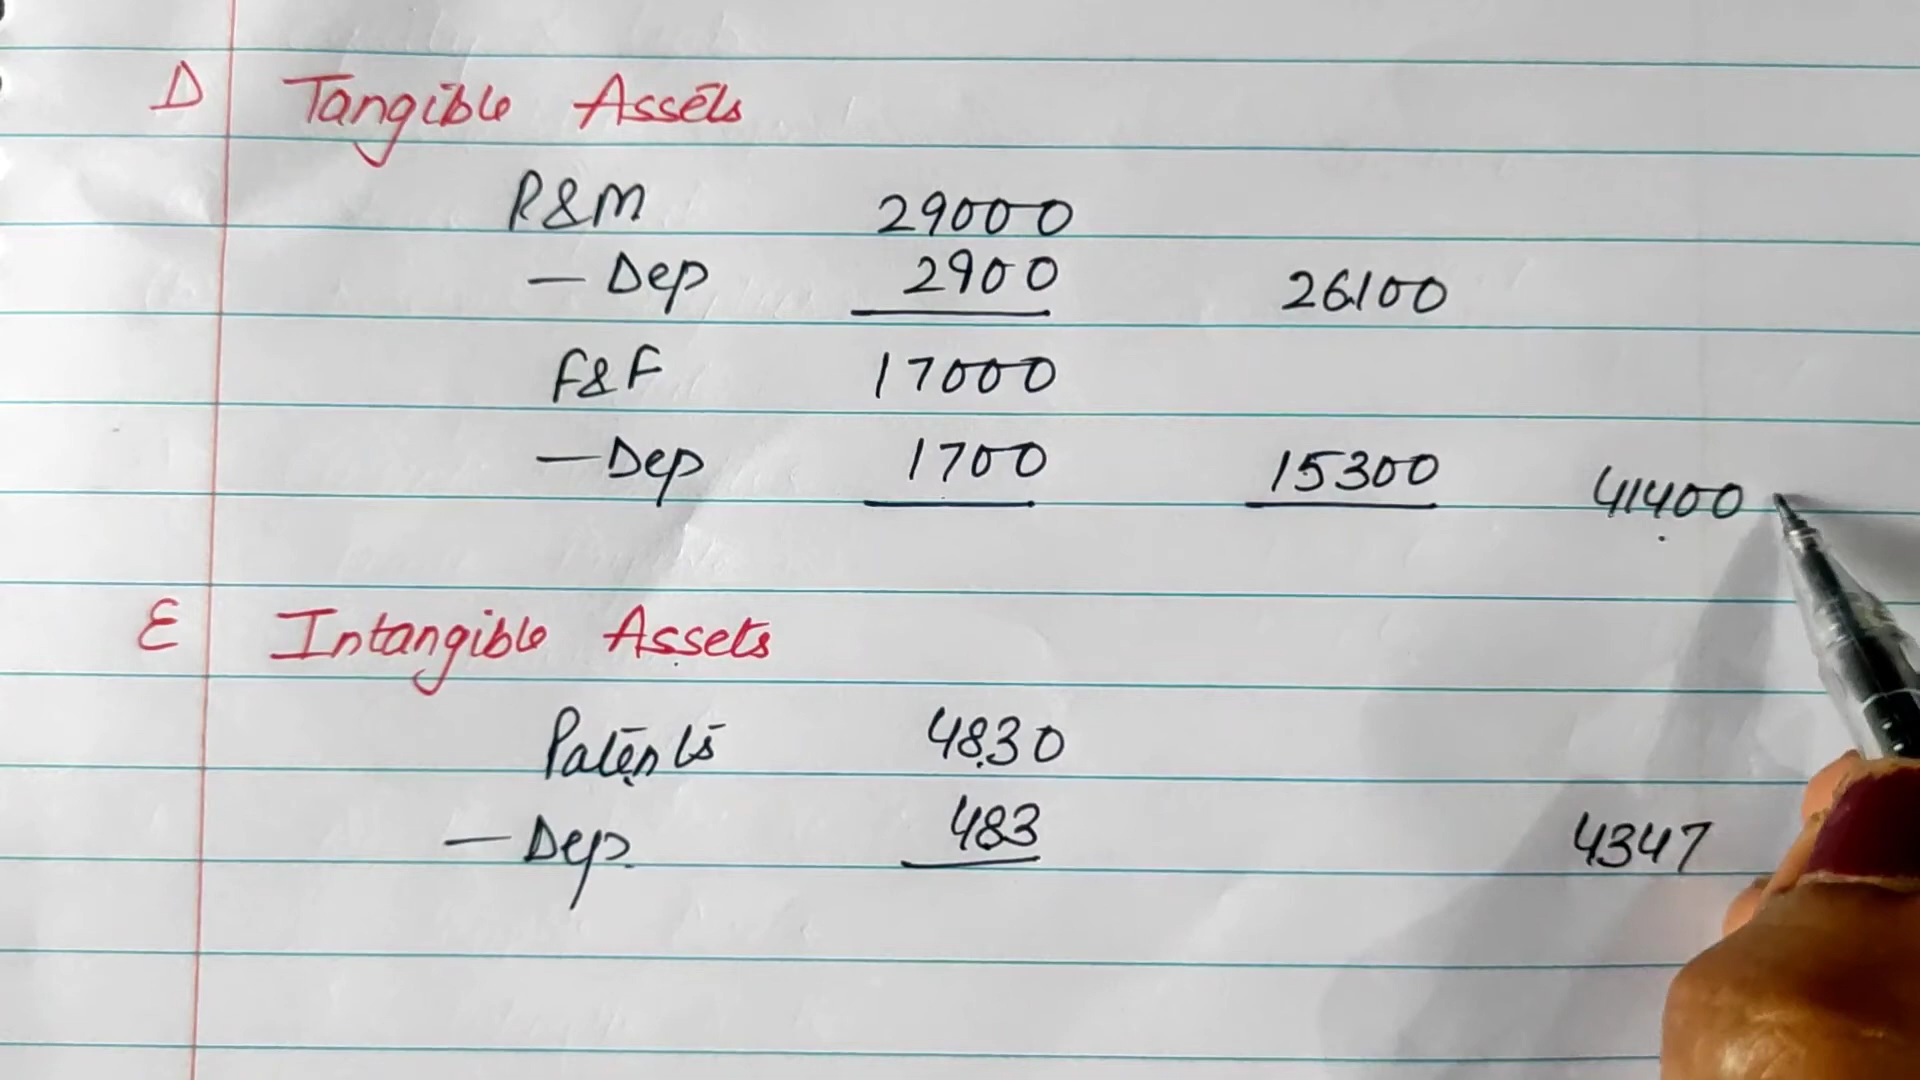 D Tangible Assets
P&M 29000
— Dep 2900 26100
F&F 17000
— Dep 1700 15300 41400
E Intangible Assets
Patents 4830
— Dep. 483 4347